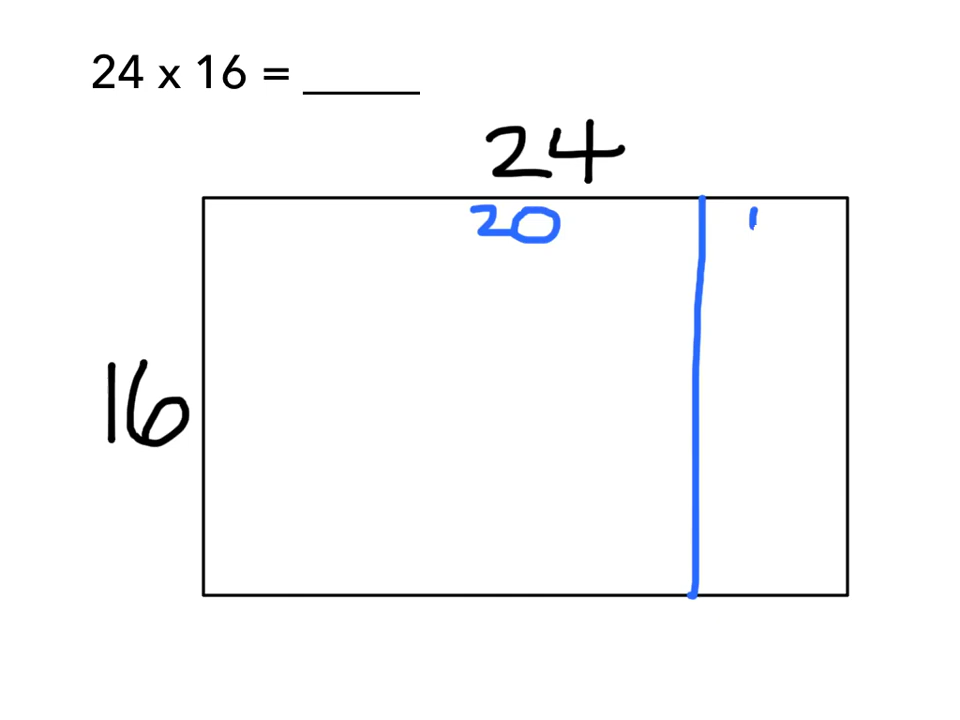 24 x 16 = _____
24
20
16